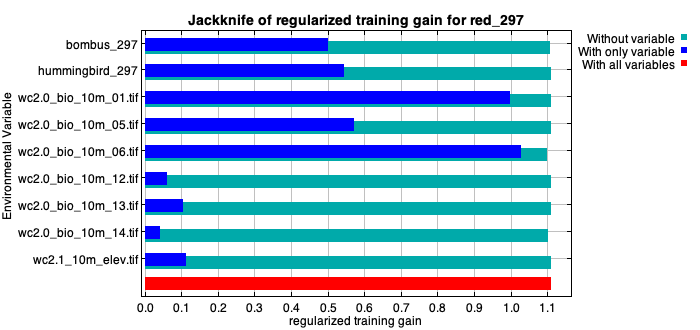 Jackknife of regularized training gain for red_297
Without variable
With only variable
With all variables
Environmental Variable
bombus_297
hummingbird_297
wc2.0_bio_10m_01.tif
wc2.0_bio_10m_05.tif
wc2.0_bio_10m_06.tif
wc2.0_bio_10m_12.tif
wc2.0_bio_10m_13.tif
wc2.0_bio_10m_14.tif
wc2.1_10m_elev.tif
0.0 0.1 0.2 0.3 0.4 0.5 0.6 0.7 0.8 0.9 1.0 1.1
regularized training gain